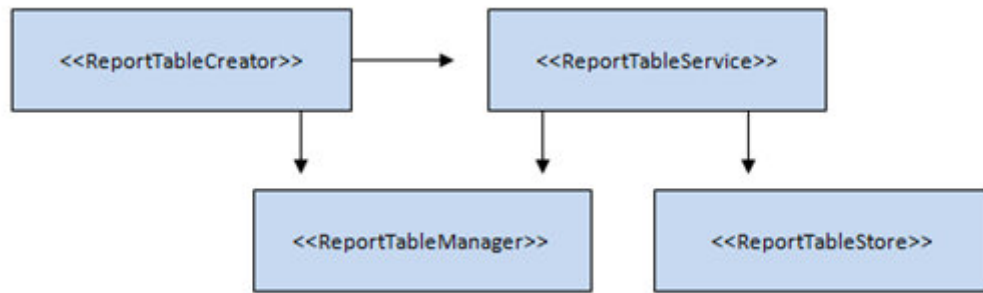 <<ReportTableCreator>>
<<ReportTableService>>
<<ReportTableManager>>
<<ReportTableStore>>